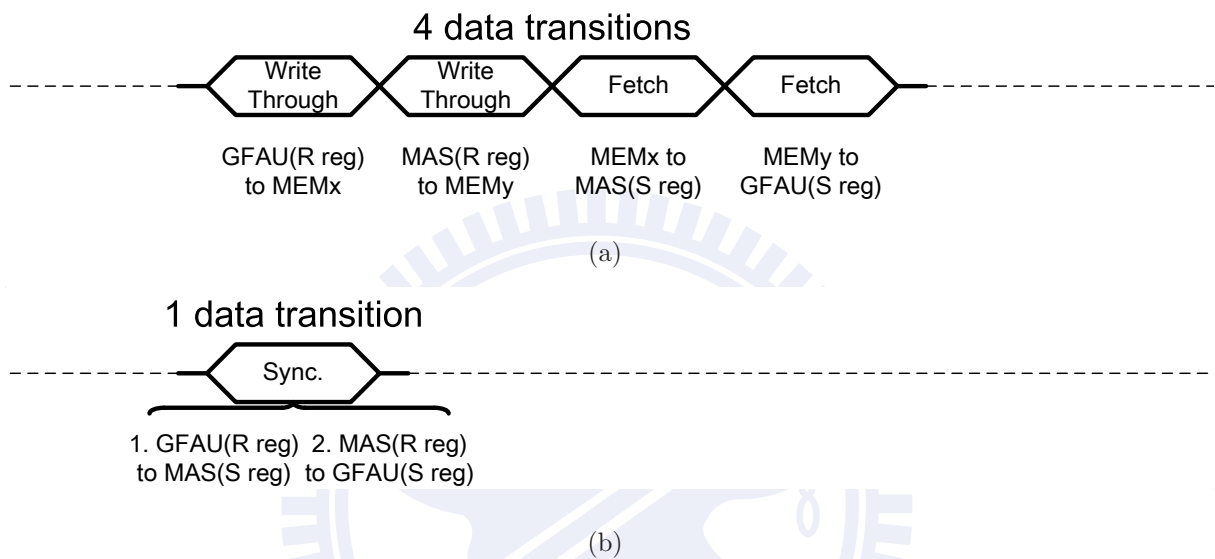 4 data transitions
Write
Through
Write
Through
Fetch
Fetch
GFAU(R reg)
to MEMx
MAS(R reg)
to MEMy
MEMx to
MAS(S reg)
MEMy to
GFAU(S reg)
(a)
1 data transition
Sync.
1. GFAU(R reg)
to MAS(S reg)
2. MAS(R reg)
to GFAU(S reg)
(b)